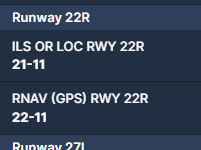 Runway 22R
ILS OR LOC RWY 22R
21-11
RNAV (GPS) RWY 22R
22-11
Runway 27L